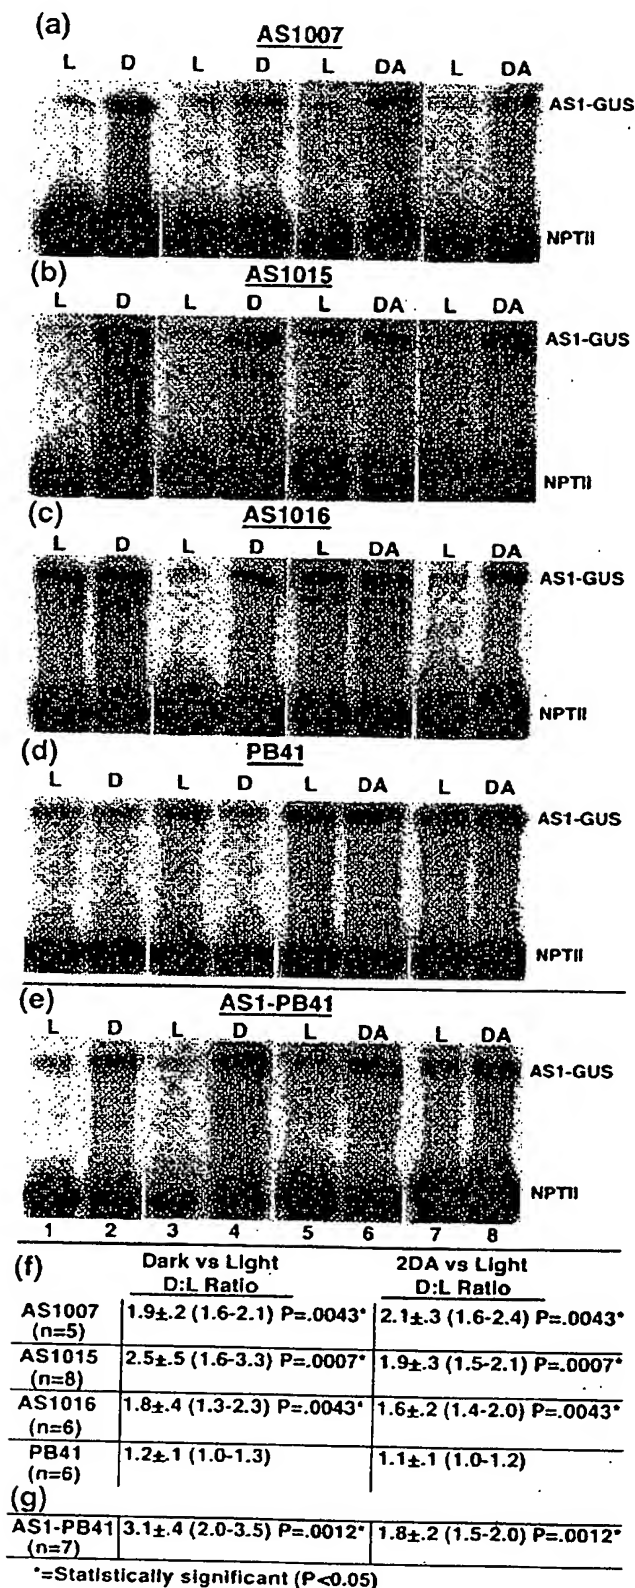 (a)
AS1007
L D L D L DA L DA
AS1-GUS
NPTII
(b)
AS1015
L D L D L DA L DA
AS1-GUS
NPTII
(c)
AS1016
L D L D L DA L DA
AS1-GUS
NPTII
(d)
PB41
L D L D L DA L DA
AS1-GUS
NPTII
(e)
AS1-PB41
L D L D L DA L DA
AS1-GUS
NPTII
1 2 3 4 5 6 7 8
(f)
Dark vs Light 2DA vs Light
D:L Ratio D:L Ratio
AS1007 1.9±.2 (1.6-2.1) P=.0043* 2.1±.3 (1.6-2.4) P=.0043*
(n=5)
AS1015 2.5±.5 (1.6-3.3) P=.0007* 1.9±.3 (1.5-2.1) P=.0007*
(n=8)
AS1016 1.8±.4 (1.3-2.3) P=.0043* 1.6±.2 (1.4-2.0) P=.0043*
(n=6)
PB41 1.2±.1 (1.0-1.3) 1.1±.1 (1.0-1.2)
(n=6)
(g)
AS1-PB41 3.1±.4 (2.0-3.5) P=.0012* 1.8±.2 (1.5-2.0) P=.0012*
(n=7)
*=Statistically significant (P<0.05)